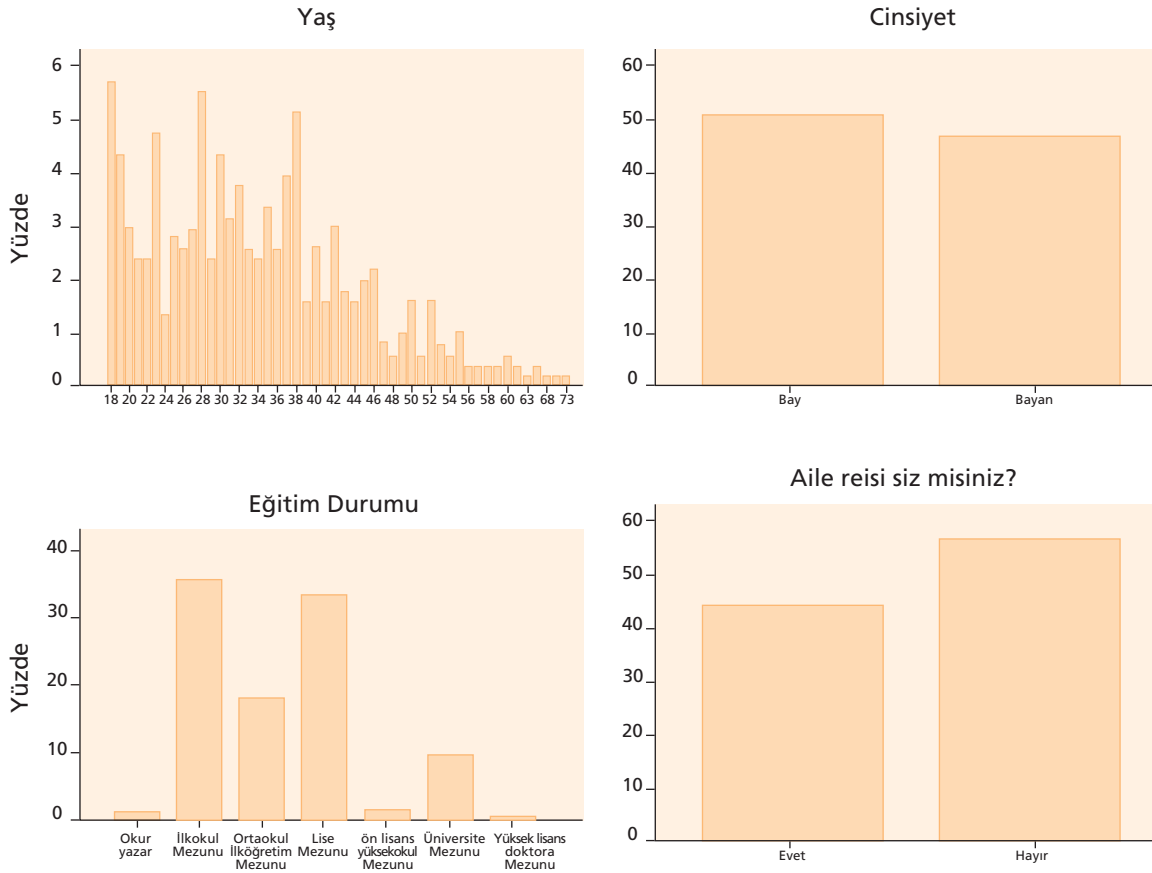 Yaş
Yüzde
6
5
4
3
2
1
0
18 20 22 24 26 28 30 32 34 36 38 40 42 44 46 48 50 52 54 56 58 60 63 68 73
Cinsiyet
60
50
40
30
20
10
0
Bay Bayan
Eğitim Durumu
Yüzde
40
30
20
10
0
Okur
yazar
İlkokul
Mezunu
Ortaokul
İlköğretim
Mezunu
Lise
Mezunu
ön lisans
yüksekokul
Mezunu
Üniversite
Mezunu
Yüksek lisans
doktora
Mezunu
Aile reisi siz misiniz?
60
50
40
30
20
10
0
Evet Hayır